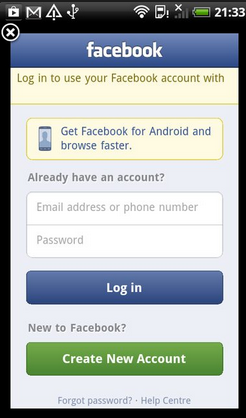 21:33
facebook
Log in to use your Facebook account with
Get Facebook for Android and
browse faster.
Already have an account?
Email address or phone number
Password
Log in
New to Facebook?
Create New Account
Forgot password? · Help Centre